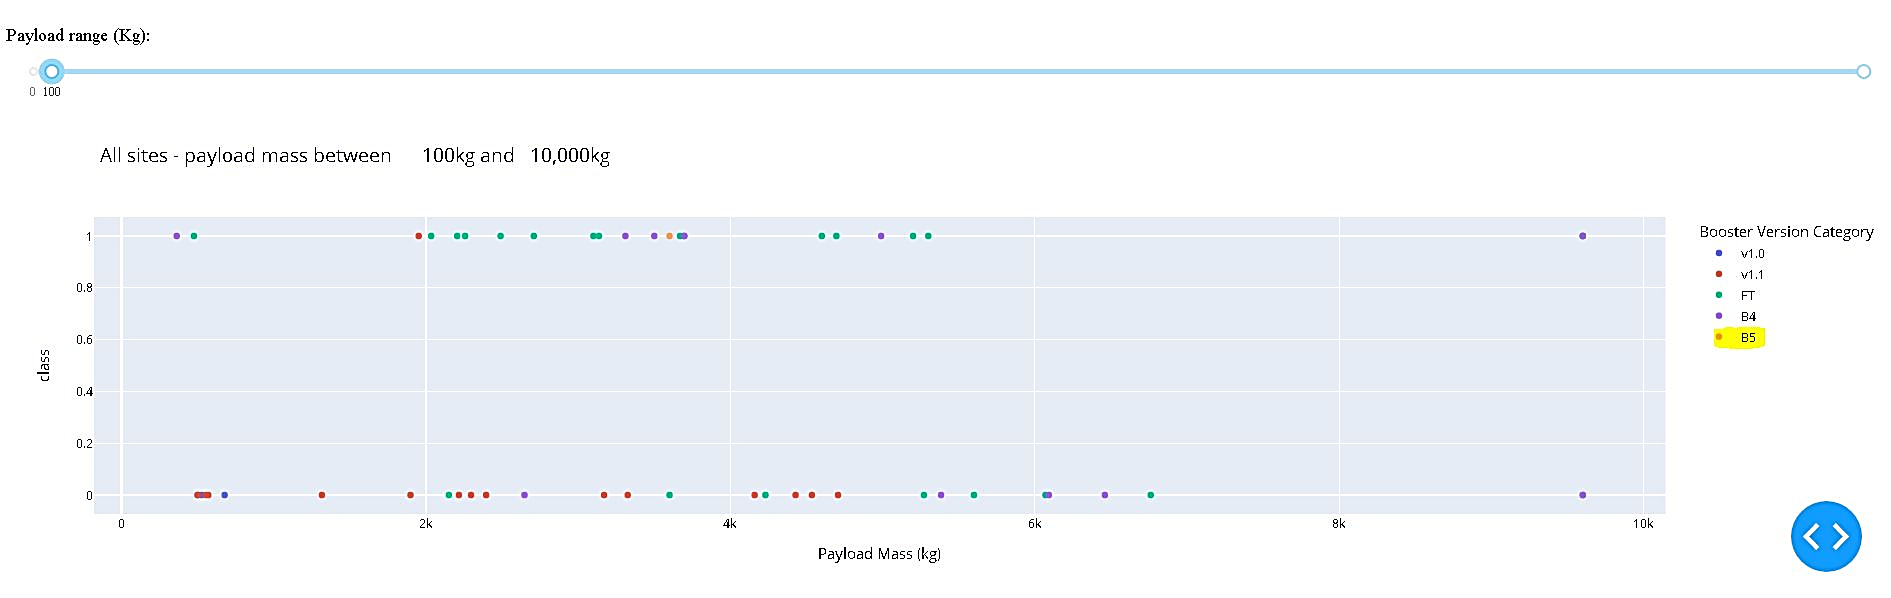 Payload range (Kg):
0 100
All sites - payload mass between 100kg and 10,000kg
1
0.8
0.6
0.4
0.2
0
class
0 2k 4k 6k 8k 10k
Payload Mass (kg)
Booster Version Category
v1.0
v1.1
FT
B4
B5